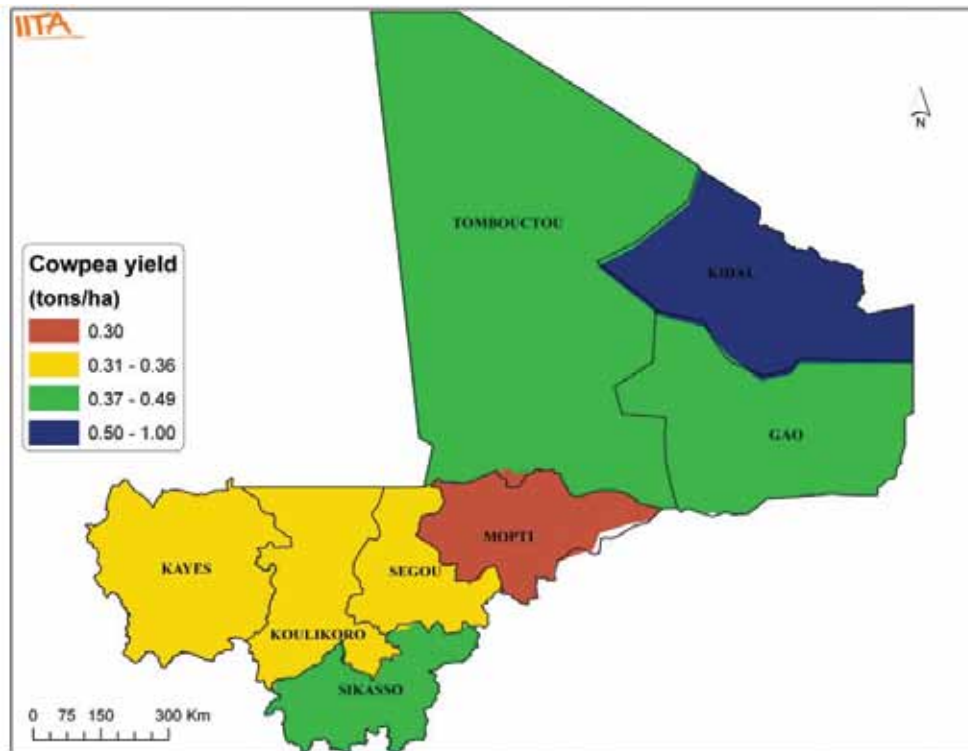 IITA
N
TOMBOUCTOU
KIDAL
Cowpea yield
(tons/ha)
0.30
0.31 - 0.36
0.37 - 0.49
0.50 - 1.00
GAO
MOPTI
KAYES
SEGOU
KOULIKORO
SIKASSO
0 75 150 300 Km